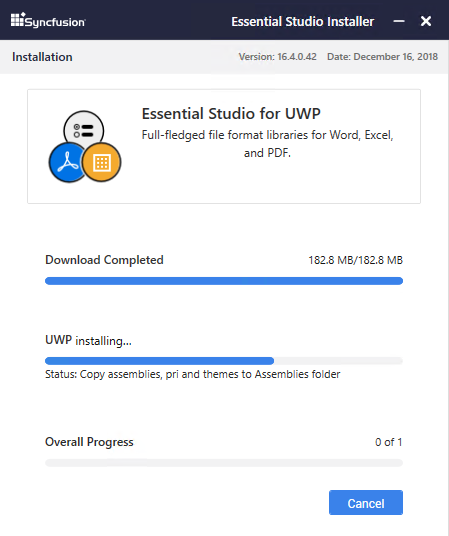 Syncfusion Essential Studio Installer
Installation Version: 16.4.0.42 Date: December 16, 2018
Essential Studio for UWP
Full-fledged file format libraries for Word, Excel,
and PDF.
Download Completed 182.8 MB/182.8 MB
UWP installing...
Status: Copy assemblies, pri and themes to Assemblies folder
Overall Progress 0 of 1
Cancel